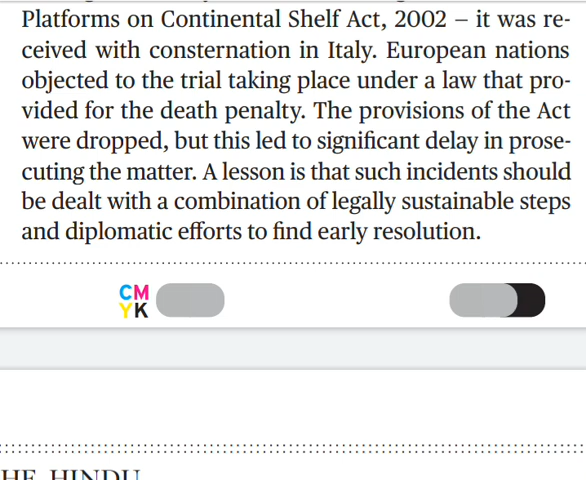 Platforms on Continental Shelf Act, 2002 – it was re-
ceived with consternation in Italy. European nations
objected to the trial taking place under a law that pro-
vided for the death penalty. The provisions of the Act
were dropped, but this led to significant delay in prose-
cuting the matter. A lesson is that such incidents should
be dealt with a combination of legally sustainable steps
and diplomatic efforts to find early resolution.
CM
YK
HE HINDU